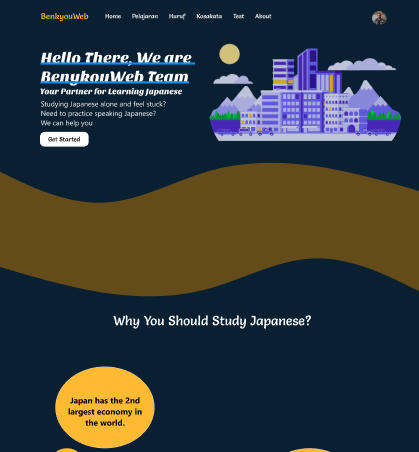 BenkyouWeb Home Pelajaran Huruf Kosakata Test About
Hello There, We are
BenykouWeb Team
Your Parner for Learning Japanese
Studying Japanese alone and feel stuck?
Need to practice speaking Japanese?
We can help you
Get Started
Why You Should Study Japanese?
Japan has the 2nd
largest economy in
the world.